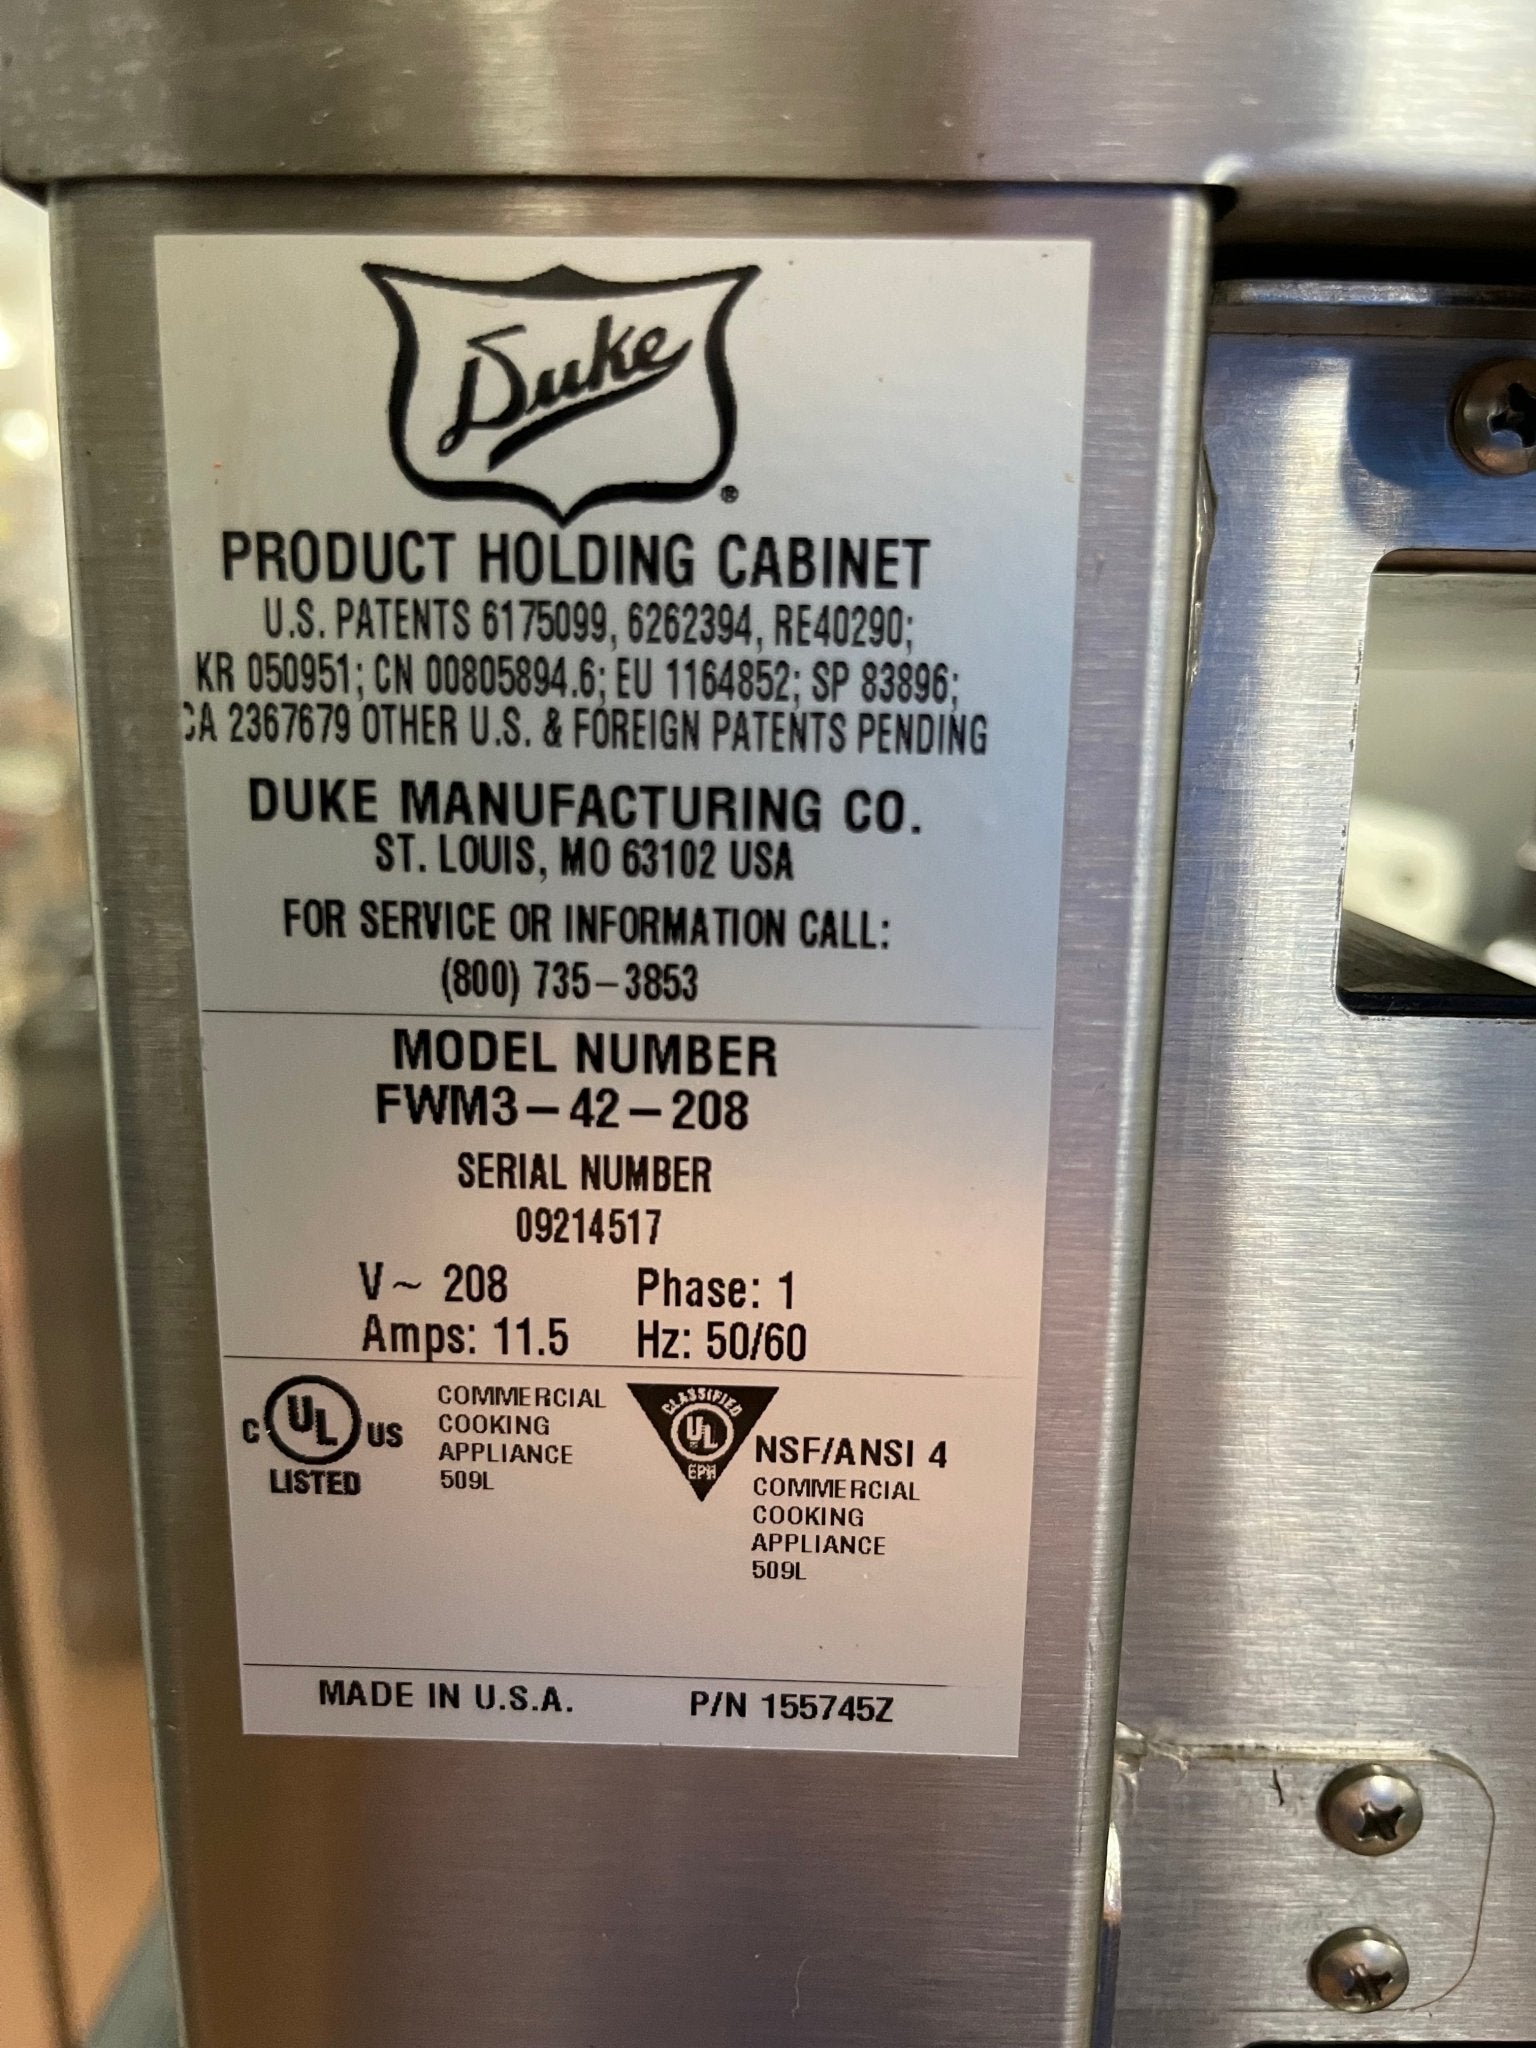 Duke
®
PRODUCT HOLDING CABINET
U.S. PATENTS 6175099, 6262394, RE40290;
KR 050951; CN 00805894.6; EU 1164852; SP 83896;
CA 2367679 OTHER U.S. & FOREIGN PATENTS PENDING
DUKE MANUFACTURING CO.
ST. LOUIS, MO 63102 USA
FOR SERVICE OR INFORMATION CALL:
(800) 735-3853
MODEL NUMBER
FWM3-42-208
SERIAL NUMBER
09214517
V~ 208 Phase: 1
Amps: 11.5 Hz: 50/60
C UL US
LISTED
COMMERCIAL
COOKING
APPLIANCE
509L
CLASSIFIED
UL
EPH
NSF/ANSI 4
COMMERCIAL
COOKING
APPLIANCE
509L
MADE IN U.S.A. P/N 155745Z